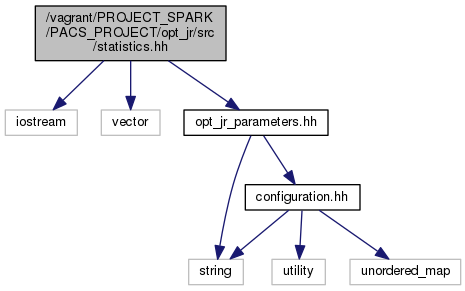 /vagrant/PROJECT_SPARK
/PACS_PROJECT/opt_jr/src
/statistics.hh
iostream
vector
opt_jr_parameters.hh
configuration.hh
string
utility
unordered_map